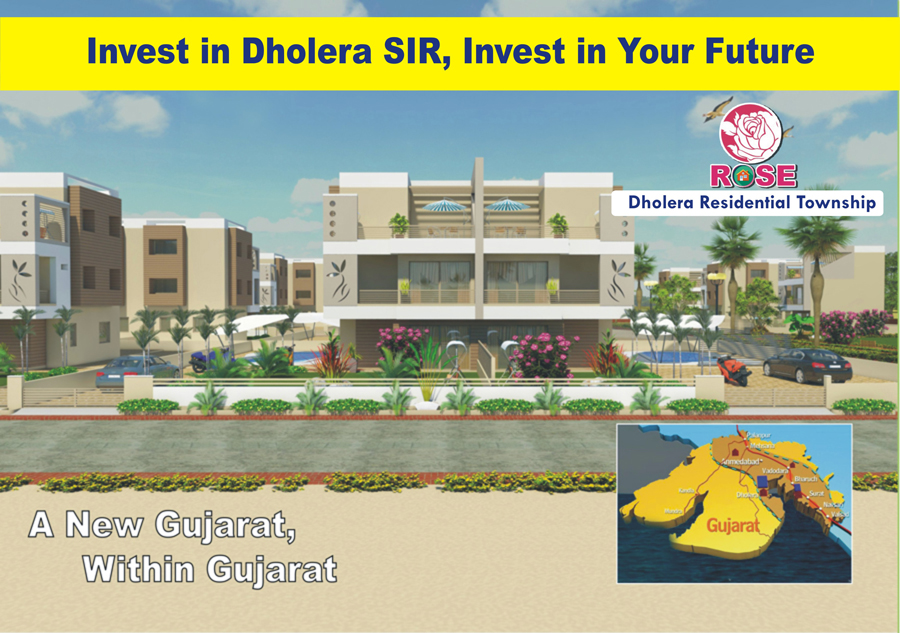 Invest in Dholera SIR, Invest in Your Future
ROSE
Dholera Residential Township
A New Gujarat,
Within Gujarat
Palanpur
Ahmedabad
Vadodara
Bharuch
Surat
Gujarat